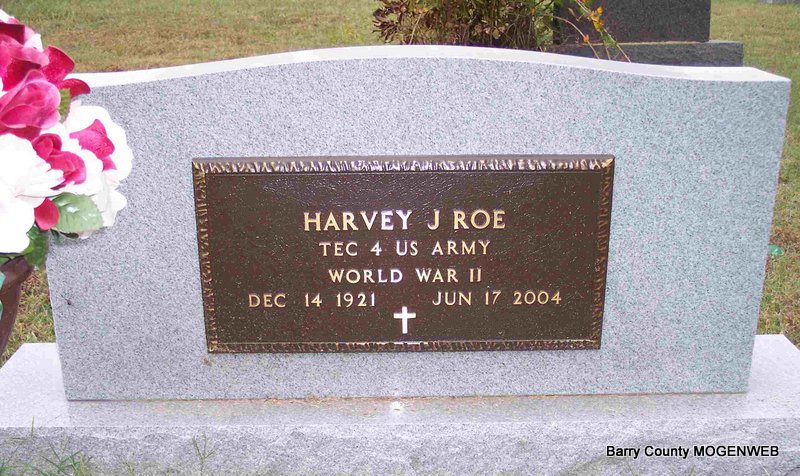 HARVEY J ROE
TEC 4 US ARMY
WORLD WAR II
DEC 14 1921 JUN 17 2004
Barry County MOGENWEB